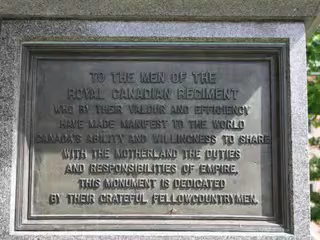 TO THE MEN OF THE
ROYAL CANADIAN REGIMENT
WHO BY THEIR VALOUR AND EFFICIENCY
HAVE MADE MANIFEST TO THE WORLD
CANADA'S ABILITY AND WILLINGNESS TO SHARE
WITH THE MOTHERLAND THE DUTIES
AND RESPONSIBILITIES OF EMPIRE.
THIS MONUMENT IS DEDICATED
BY THEIR GRATEFUL FELLOWCOUNTRYMEN.